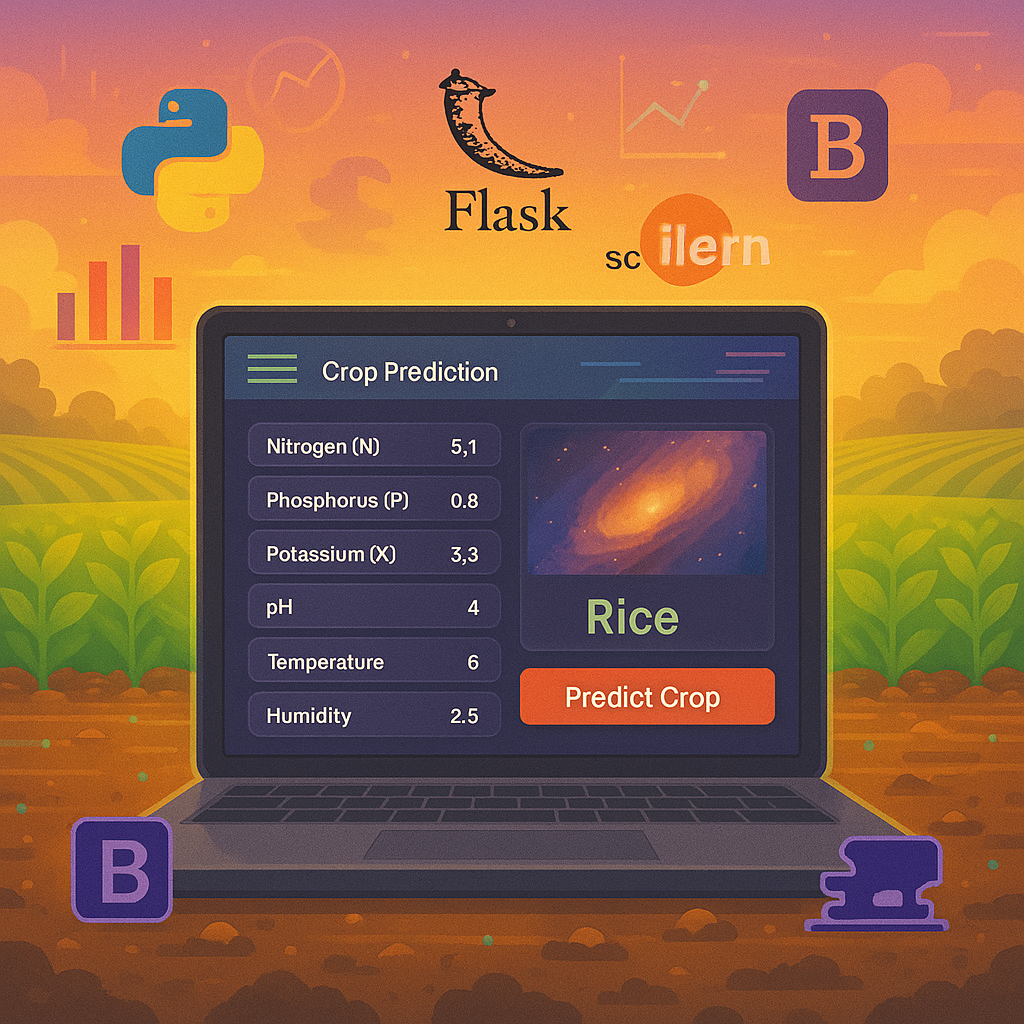 Flask
B
sc ilern
Crop Prediction
Nitrogen (N) 5,1
Phosphorus (P) 0.8
Potassium (X) 3,3
pH 4
Temperature 6
Humidity 2.5
Rice
Predict Crop
B